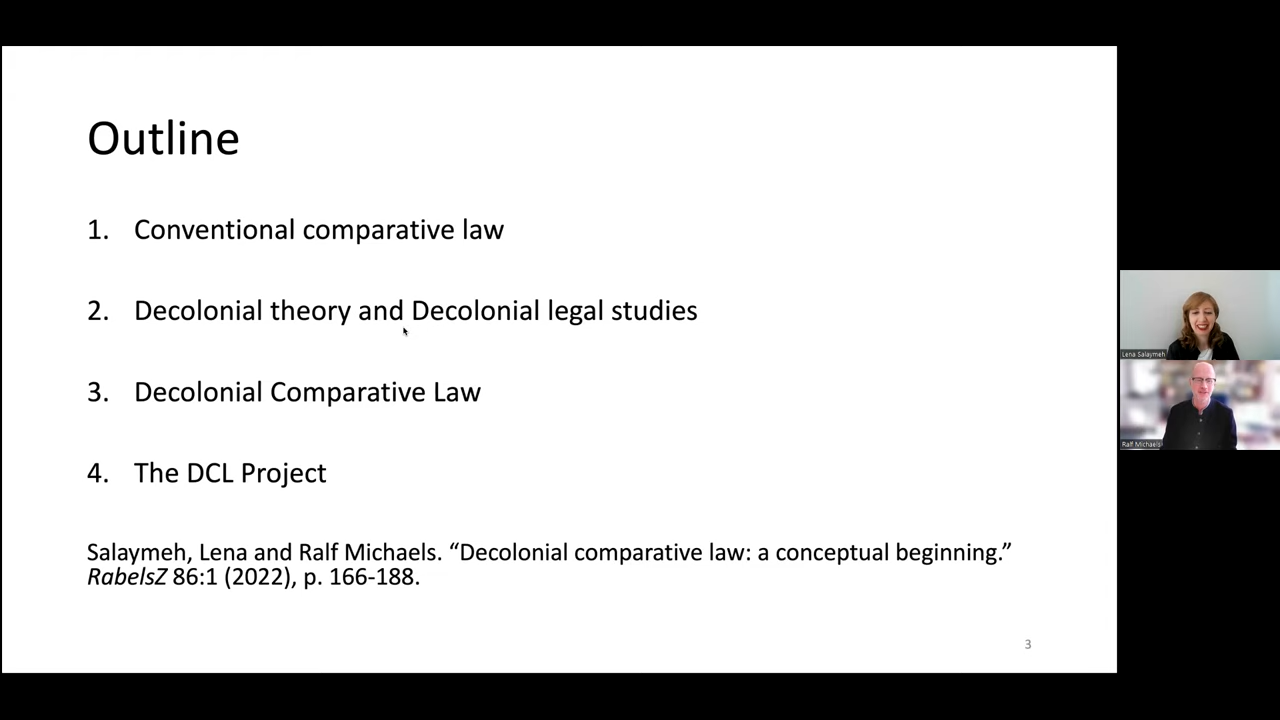 Outline
1. Conventional comparative law
2. Decolonial theory and Decolonial legal studies
3. Decolonial Comparative Law
4. The DCL Project
Salaymeh, Lena and Ralf Michaels. “Decolonial comparative law: a conceptual beginning.”
RabelsZ 86:1 (2022), p. 166-188.
3
Lena Salaymeh
Ralf Michaels